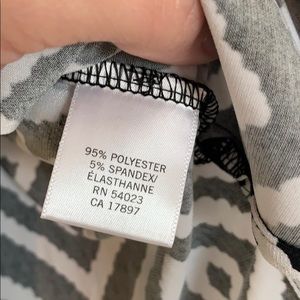 95% POLYESTER
5% SPANDEX/
ÉLASTHANNE
RN 54023
CA 17897